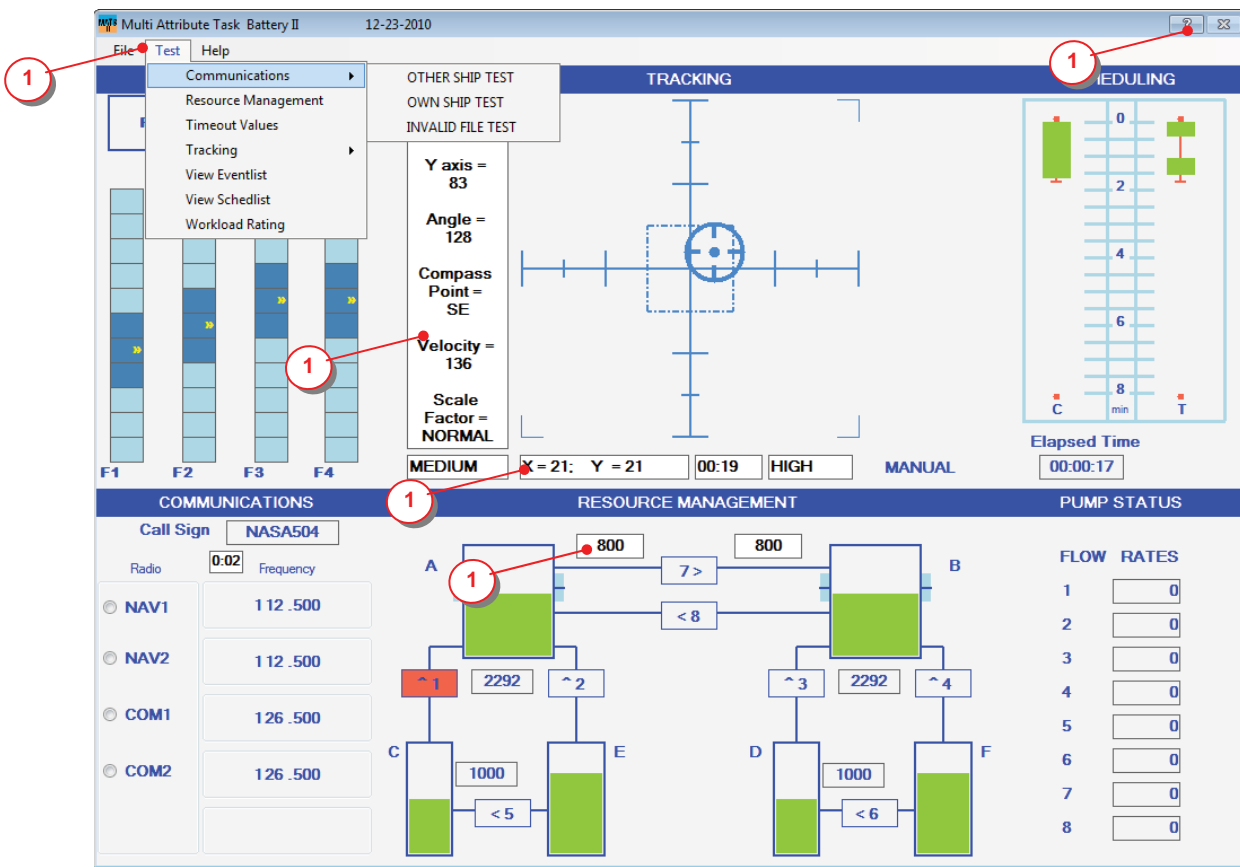 Multi Attribute Task Battery II 12-23-2010
File Test Help
1
1
Communications
Resource Management
Timeout Values
Tracking
View Eventlist
View Schedlist
Workload Rating
OTHER SHIP TEST
OWN SHIP TEST
INVALID FILE TEST
TRACKING
Y axis =
83
Angle =
128
Compass
Point =
SE
Velocity =
136
Scale
Factor =
NORMAL
1
0
2
4
6
8
C min T
Elapsed Time
00:00:17
F1 F2 F3 F4
MEDIUM X = 21; Y = 21 00:19 HIGH MANUAL
1
COMMUNICATIONS
Call Sign NASA504
Radio 0:02 Frequency
NAV1 112.500
NAV2 112.500
COM1 126.500
COM2 126.500
RESOURCE MANAGEMENT
800 800
1
A 7 > B
< 8
^ 1 2292 ^ 2 ^ 3 2292 ^ 4
C E D F
1000 1000
< 5 < 6
PUMP STATUS
FLOW RATES
1 0
2 0
3 0
4 0
5 0
6 0
7 0
8 0